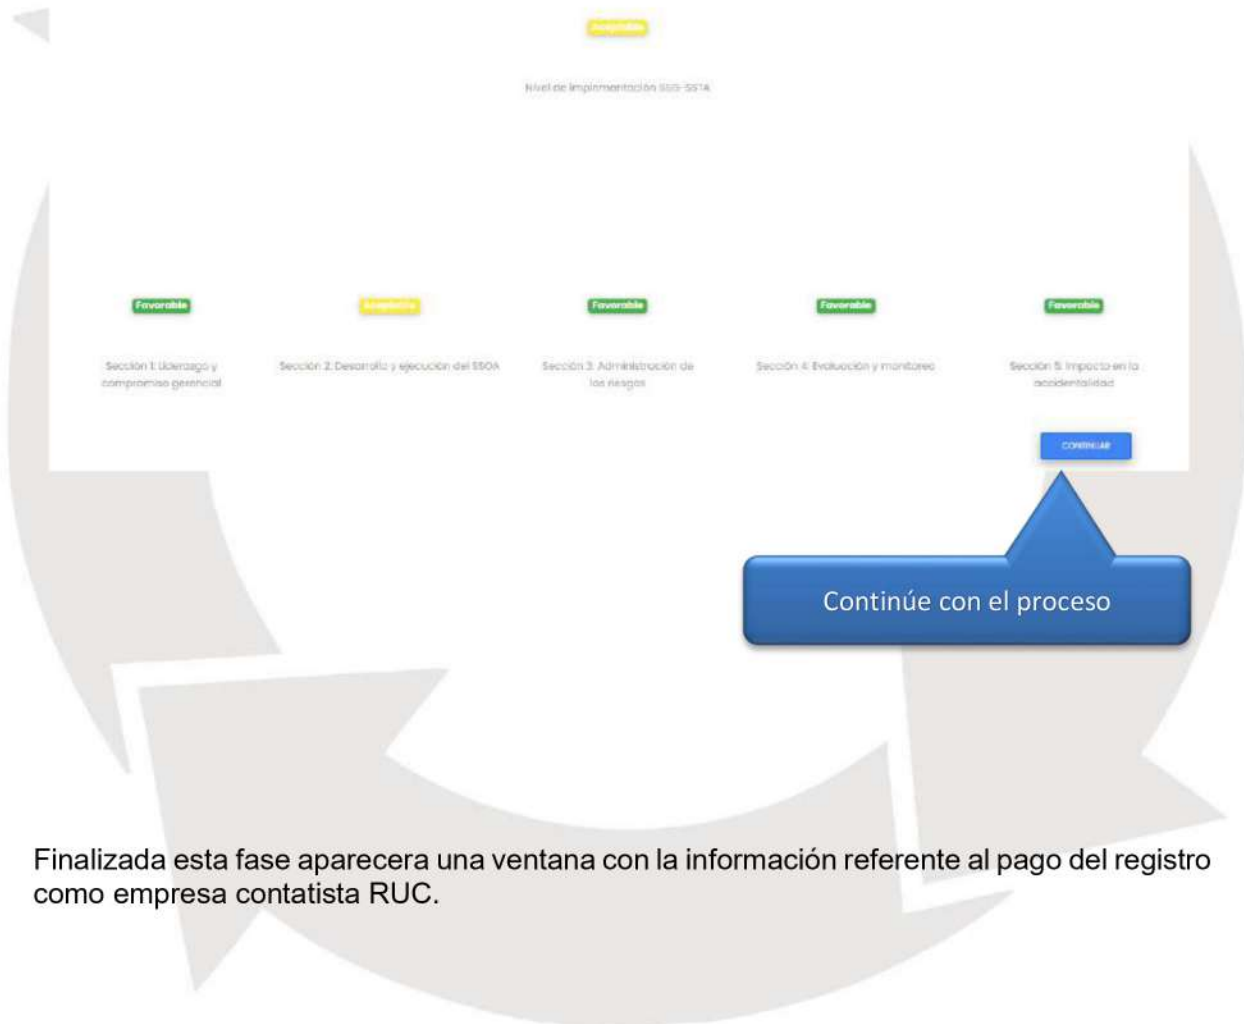 Aceptable
Nivel de implmentación SSG-SSTA
Favorable Aceptable Favorable Favorable Favorable
Sección 1: Liderazgo y Sección 2: Desarrollo y ejecución del SSOA Sección 3: Administración de Sección 4: Evaluación y monitoreo Sección 5: Impacto en la
compromiso gerencial los riesgos accidentalidad
CONTINUAR
Continúe con el proceso
Finalizada esta fase aparecera una ventana con la información referente al pago del registro
como empresa contatista RUC.